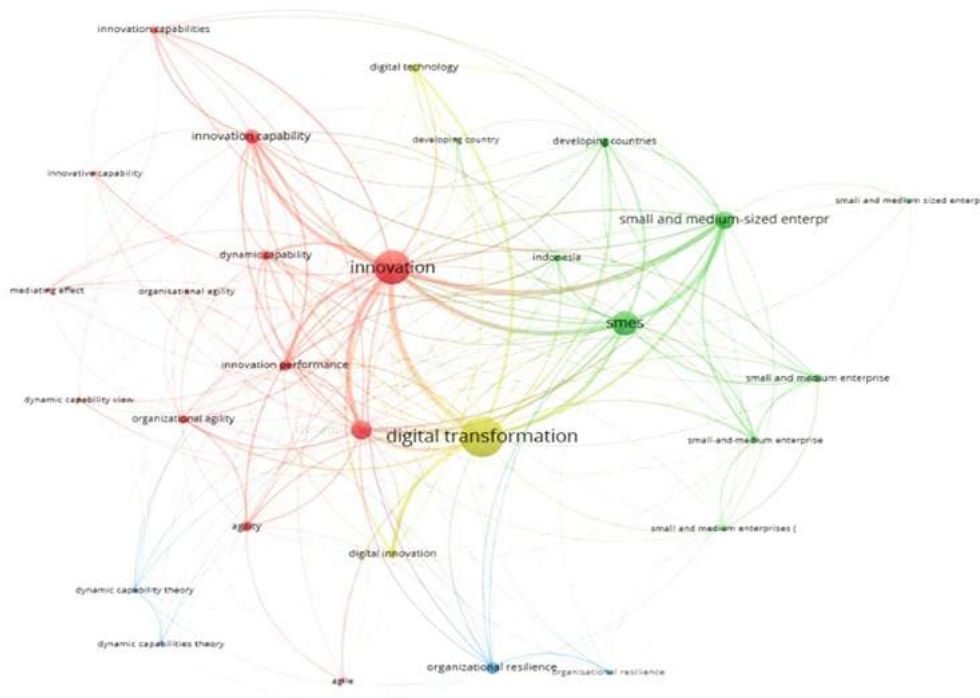 innovation capabilities
digital technology
innovation capability
developing country
developing countries
innovative capability
small and medium sized enterp
small and medium-sized enterpr
dynamic capability
indonesia
innovation
mediating effect
organisational agility
smes
innovation performance
small and medium enterprise
dynamic capability view
organizational agility
digital transformation
small-and-medium enterprise
agility
small and medium enterprises (
digital innovation
dynamic capability theory
dynamic capabilities theory
organizational resilience
organisational resilience
agile